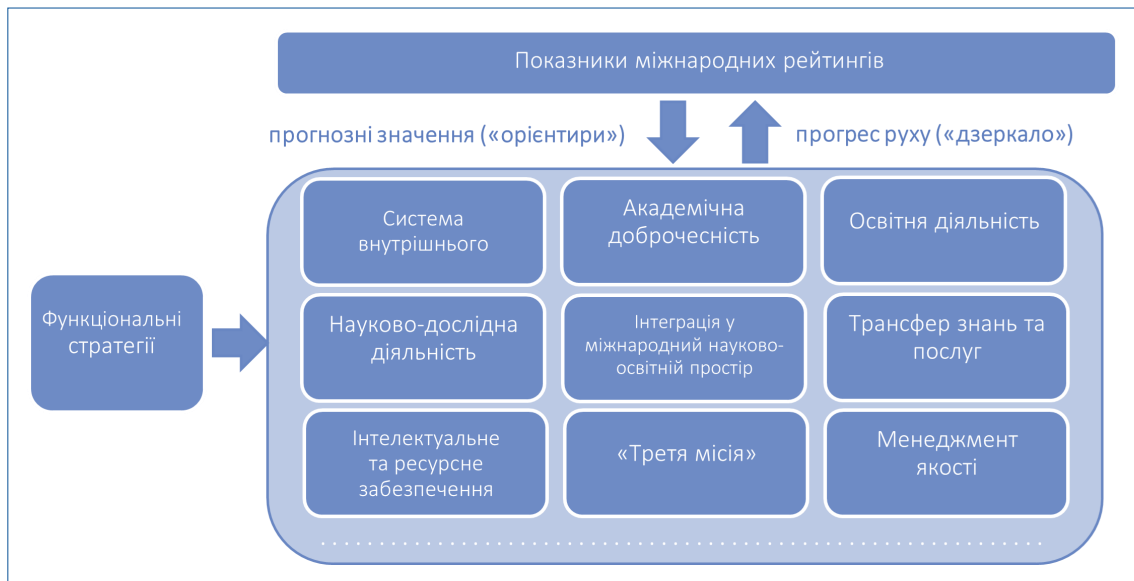 Показники міжнародних рейтингів
прогнозні значення («орієнтири»)
прогрес руху («дзеркало»)
Система
внутрішнього
Академічна
доброчесність
Освітня діяльність
Функціональні
стратегії
Науково-дослідна
діяльність
Інтеграція у
міжнародний науково-
освітній простір
Трансфер знань та
послуг
Інтелектуальне
та ресурсне
забезпечення
«Третя місія»
Менеджмент
якості